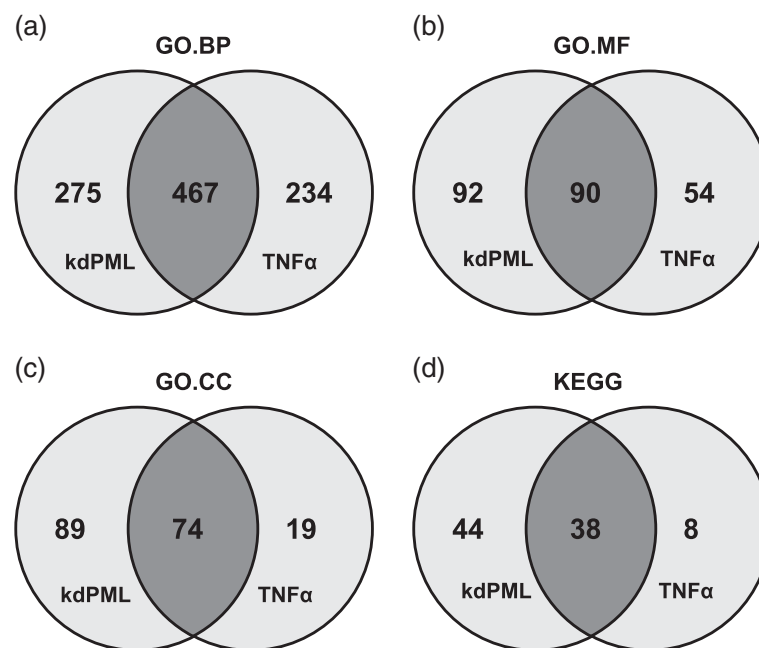 (a)
GO.BP
275 467 234
kdPML TNFα
(b)
GO.MF
92 90 54
kdPML TNFα
(c)
GO.CC
89 74 19
kdPML TNFα
(d)
KEGG
44 38 8
kdPML TNFα